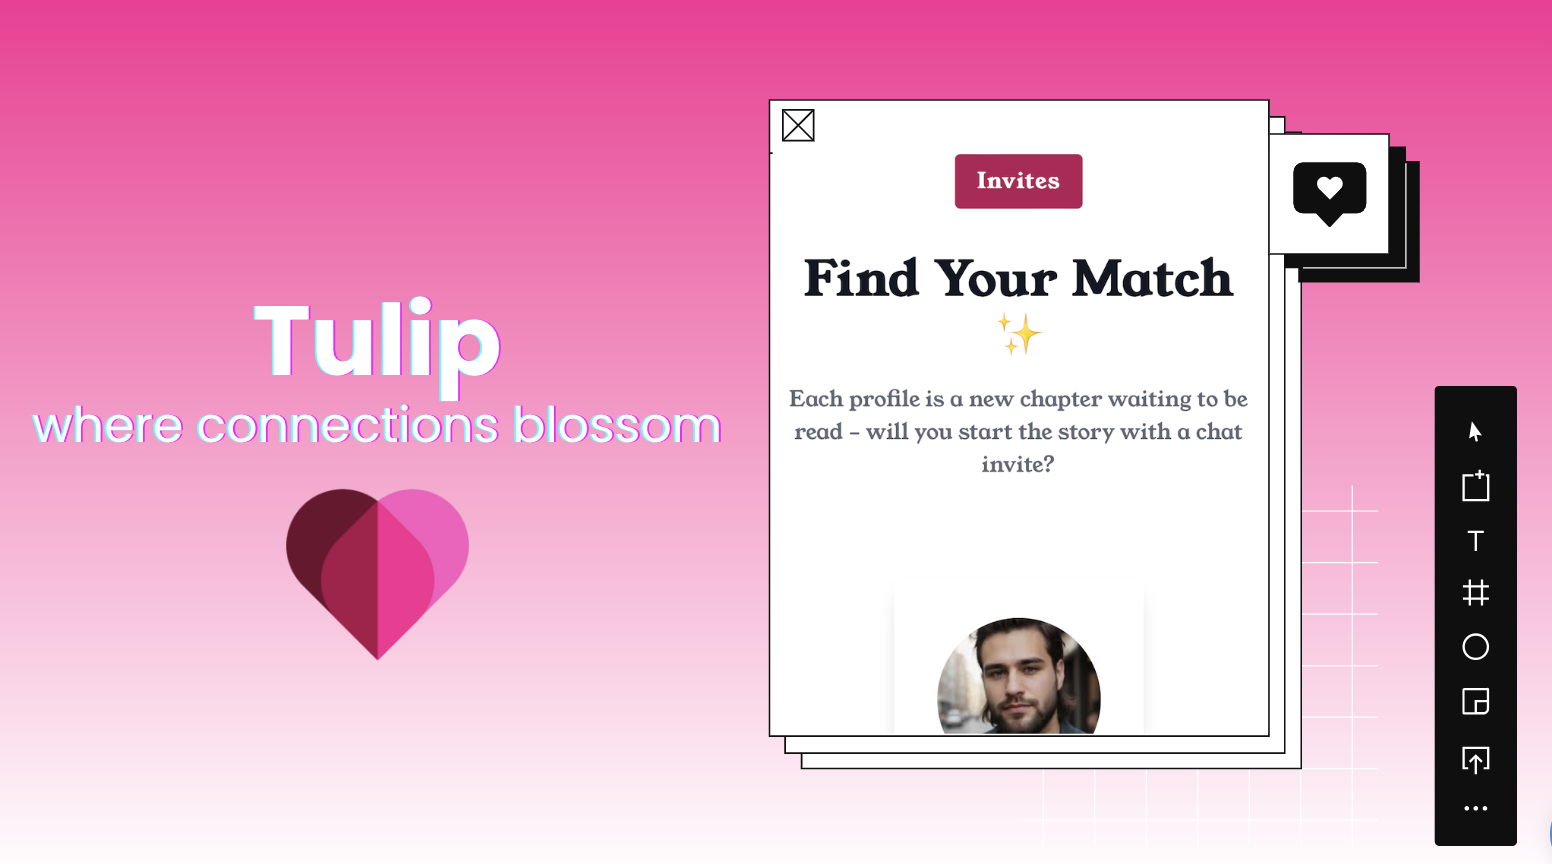 Tulip
where connections blossom
Invites
Find Your Match
Each profile is a new chapter waiting to be
read – will you start the story with a chat
invite?
T